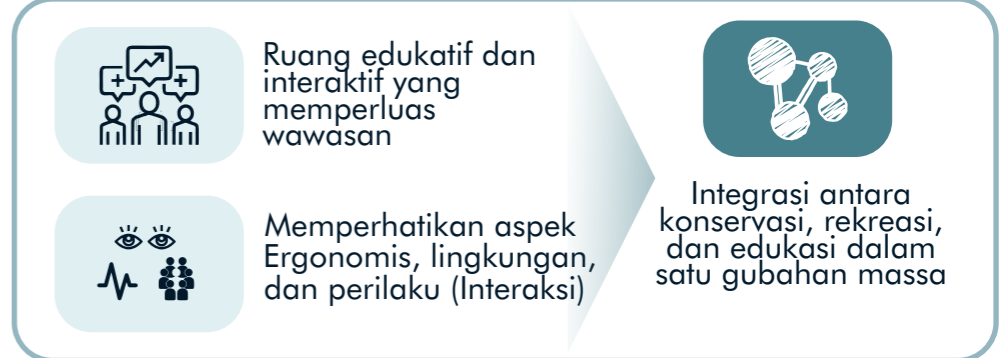 Ruang edukatif dan
interaktif yang
memperluas
wawasan
Memperhatikan aspek
Ergonomis, lingkungan,
dan perilaku (Interaksi)
Integrasi antara
konservasi, rekreasi,
dan edukasi dalam
satu gubahan massa